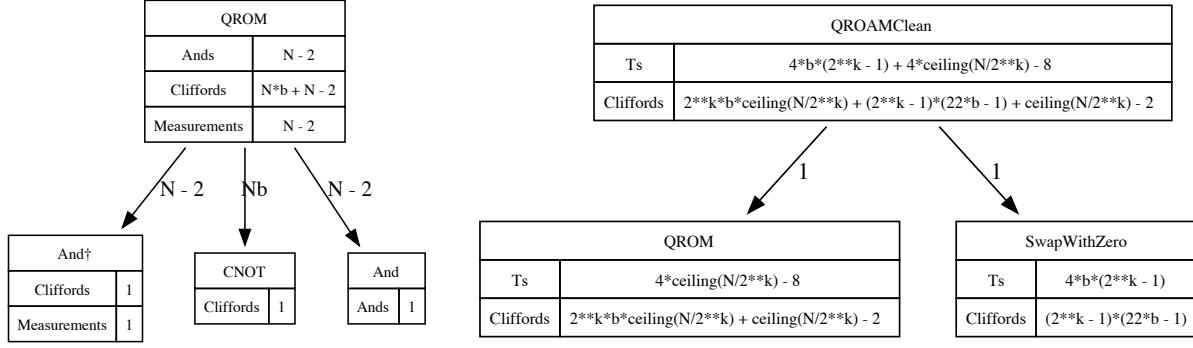 QROM
Ands N - 2
Cliffords N*b + N - 2
Measurements N - 2
N - 2 Nb N - 2
And†
Cliffords 1
Measurements 1
CNOT
Cliffords 1
And
Ands 1
QROAMClean
Ts 4*b*(2**k - 1) + 4*ceiling(N/2**k) - 8
Cliffords 2**k*b*ceiling(N/2**k) + (2**k - 1)*(22*b - 1) + ceiling(N/2**k) - 2
1 1
QROM
Ts 4*ceiling(N/2**k) - 8
Cliffords 2**k*b*ceiling(N/2**k) + ceiling(N/2**k) - 2
SwapWithZero
Ts 4*b*(2**k - 1)
Cliffords (2**k - 1)*(22*b - 1)